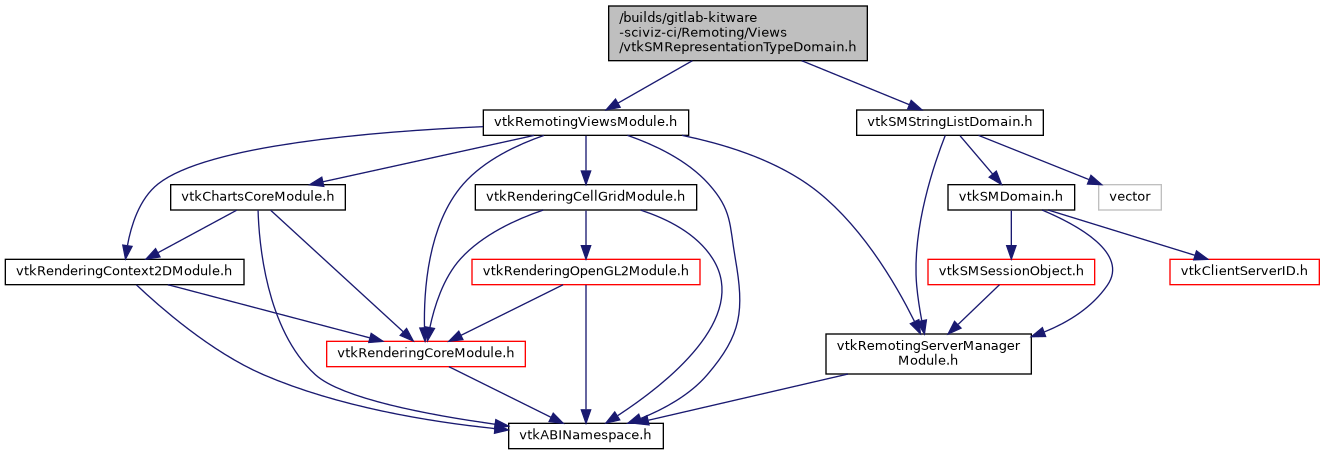 /builds/gitlab-kitware
-sciviz-ci/Remoting/Views
/vtkSMRepresentationTypeDomain.h
vtkRemotingViewsModule.h
vtkSMStringListDomain.h
vtkChartsCoreModule.h
vtkRenderingCellGridModule.h
vtkSMDomain.h
vector
vtkRenderingContext2DModule.h
vtkRenderingOpenGL2Module.h
vtkSMSessionObject.h
vtkClientServerID.h
vtkRenderingCoreModule.h
vtkRemotingServerManager
Module.h
vtkABINamespace.h